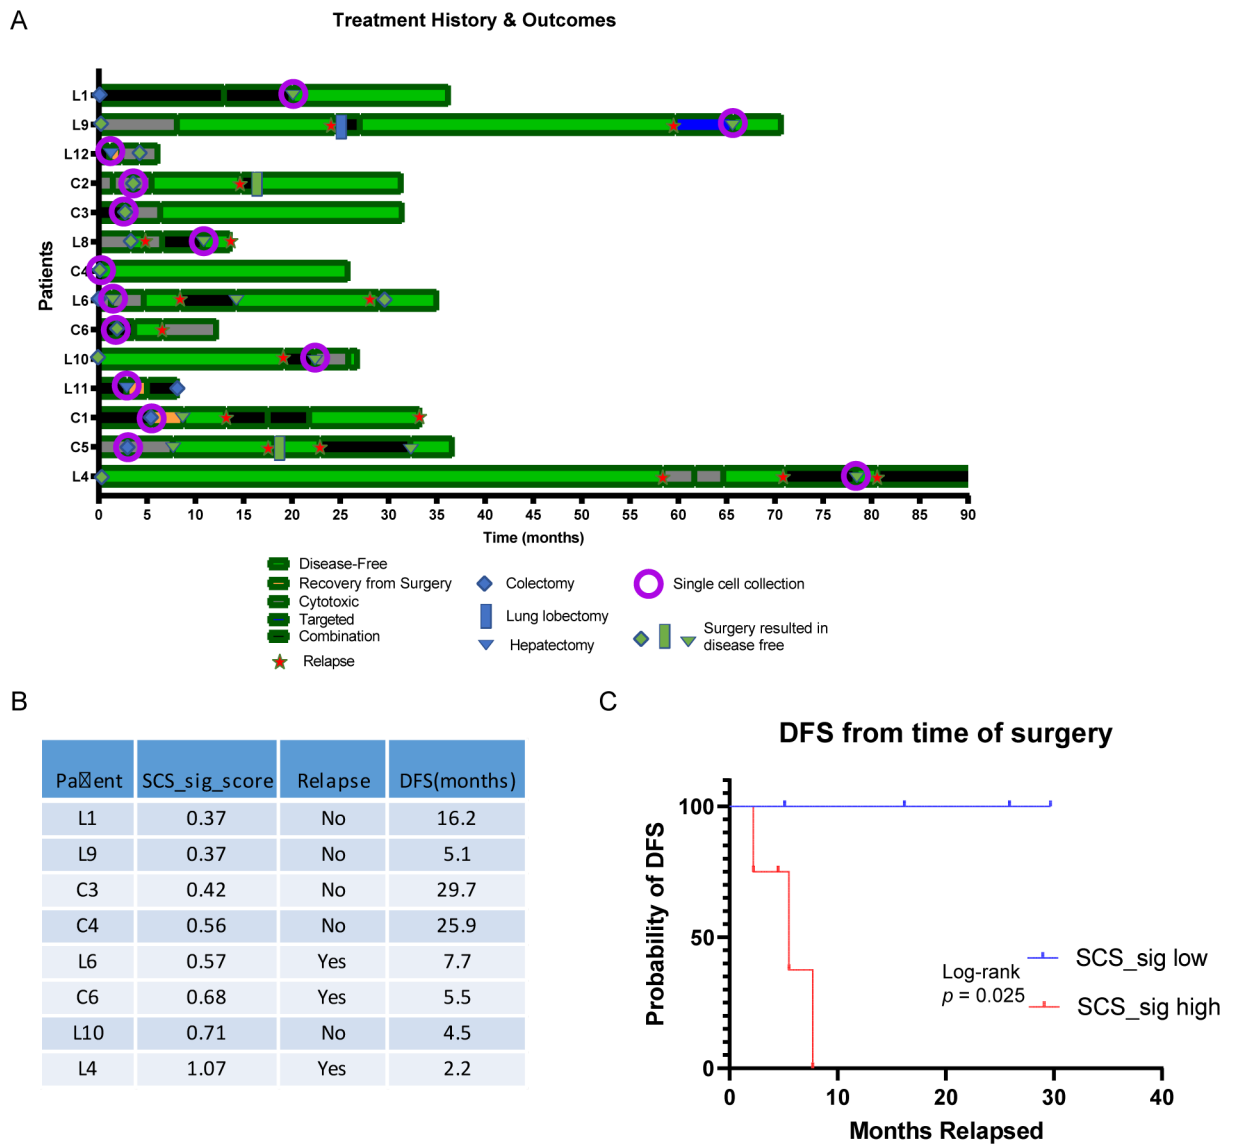 A
Treatment History & Outcomes
Patients
L1
L9
L12
C2
C3
L8
C4
L6
C6
L10
L11
C1
C5
L4
0 5 10 15 20 25 30 35 40 45 50 55 60 65 70 75 80 85 90
Time (months)
Disease-Free
Recovery from Surgery
Cytotoxic
Targeted
Combination
Relapse
Colectomy
Lung lobectomy
Hepatectomy
Single cell collection
Surgery resulted in
disease free
B
Pa▯ent SCS_sig_score Relapse DFS(months)
L1 0.37 No 16.2
L9 0.37 No 5.1
C3 0.42 No 29.7
C4 0.56 No 25.9
L6 0.57 Yes 7.7
C6 0.68 Yes 5.5
L10 0.71 No 4.5
L4 1.07 Yes 2.2
C
DFS from time of surgery
Probability of DFS
100
50
0
0 10 20 30 40
Months Relapsed
Log-rank
p = 0.025
SCS_sig low
SCS_sig high